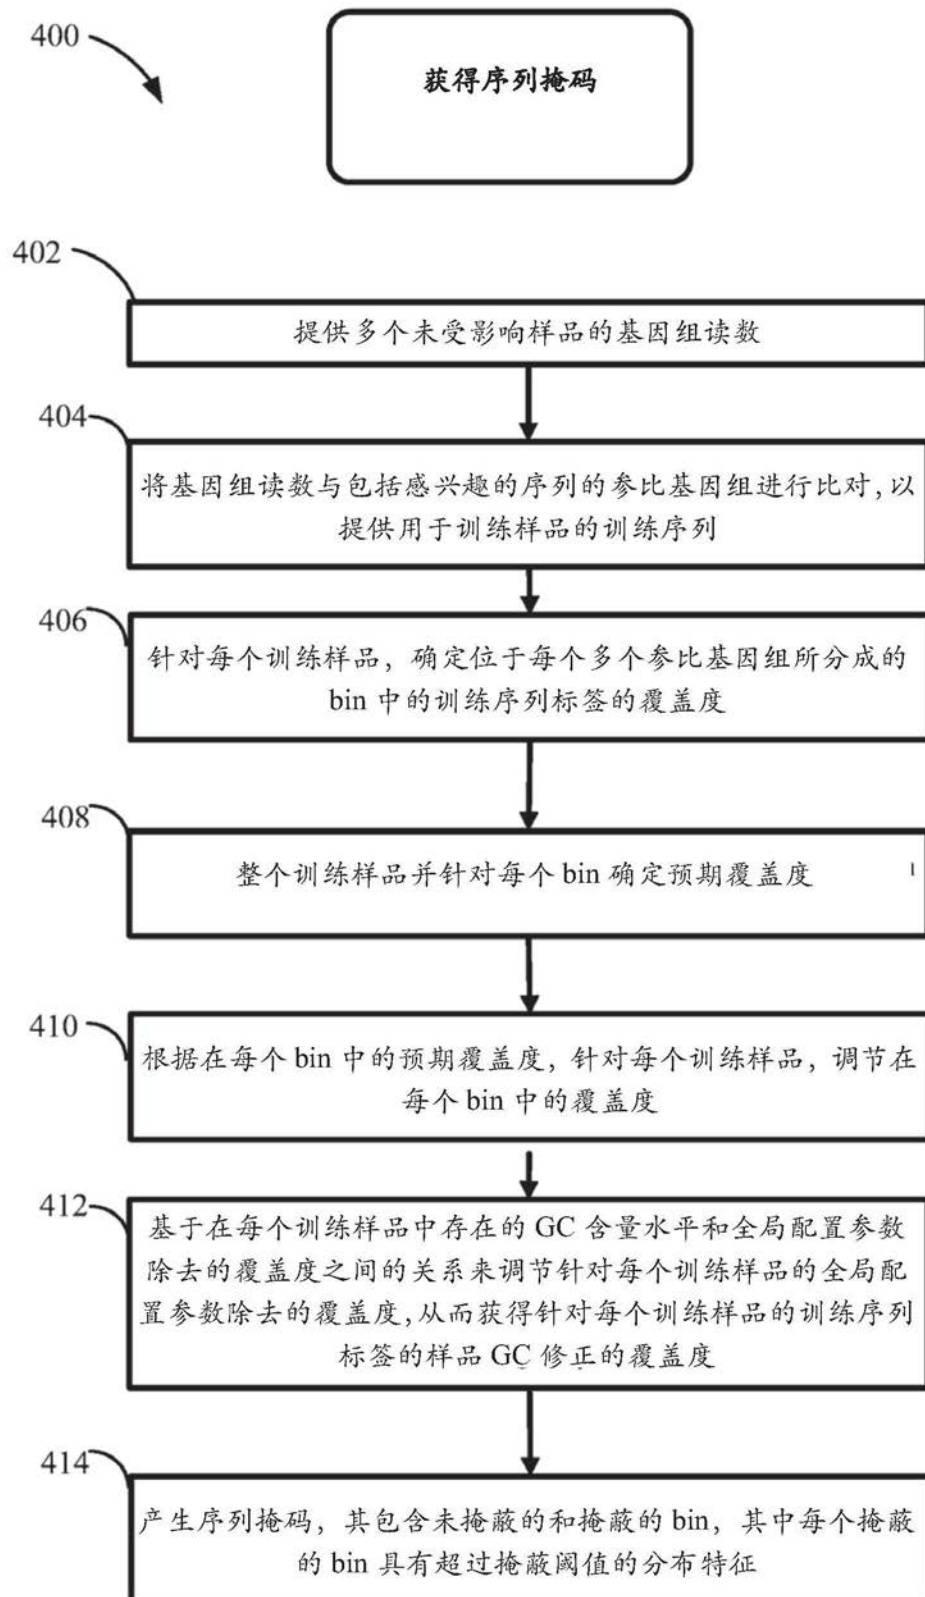 400
获得序列掩码
402
提供多个未受影响样品的基因组读数
404
将基因组读数与包括感兴趣的序列的参比基因组进行比对,以
提供用于训练样品的训练序列
406
针对每个训练样品，确定位于每个多个参比基因组所分成的
bin 中的训练序列标签的覆盖度
408
整个训练样品并针对每个 bin 确定预期覆盖度
410
根据在每个 bin 中的预期覆盖度，针对每个训练样品，调节在
每个 bin 中的覆盖度
412
基于在每个训练样品中存在的 GC 含量水平和全局配置参数
除去的覆盖度之间的关系来调节针对每个训练样品的全局配
置参数除去的覆盖度,从而获得针对每个训练样品的训练序列
标签的样品 GC 修正的覆盖度
414
产生序列掩码，其包含未掩蔽的和掩蔽的 bin，其中每个掩蔽
的 bin 具有超过掩蔽阈值的分布特征